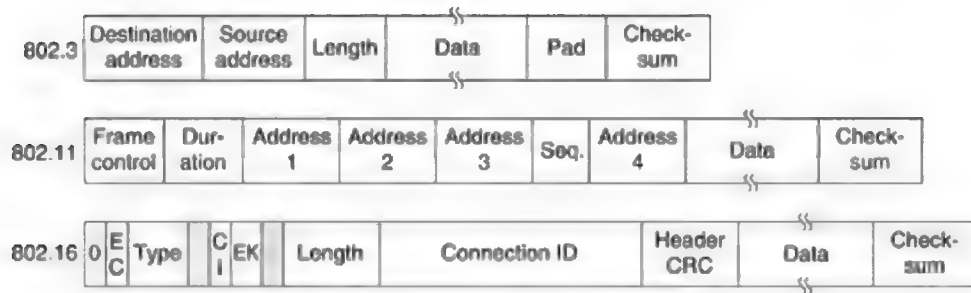 802.3 Destination address Source address Length Data Pad Check-sum
802.11 Frame control Dur-ation Address 1 Address 2 Address 3 Seq. Address 4 Data Check-sum
802.16 0 EC Type CI EK Length Connection ID Header CRC Data Check-sum